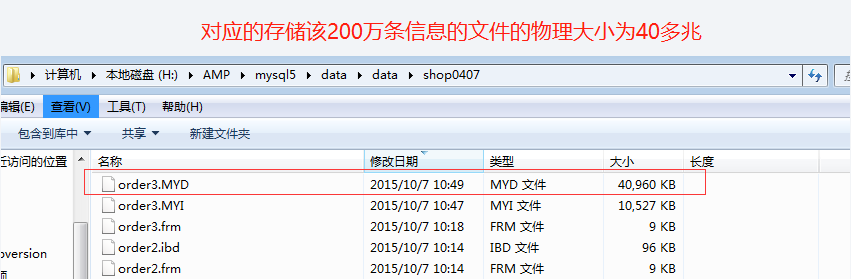 对应的存储该200万条信息的文件的物理大小为40多兆
计算机 本地磁盘 (H:) AMP mysql5 data data shop0407
编辑(E) 查看(V) 工具(T) 帮助(H)
包含到库中 共享 新建文件夹
近访问的位置 名称 修改日期 类型 大小 长度
order3.MYD 2015/10/7 10:49 MYD 文件 40,960 KB
order3.MYI 2015/10/7 10:47 MYI 文件 10,527 KB
order3.frm 2015/10/7 10:18 FRM 文件 9 KB
oversion order2.ibd 2015/10/7 10:14 IBD 文件 96 KB
order2.frm 2015/10/7 10:14 FRM 文件 9 KB